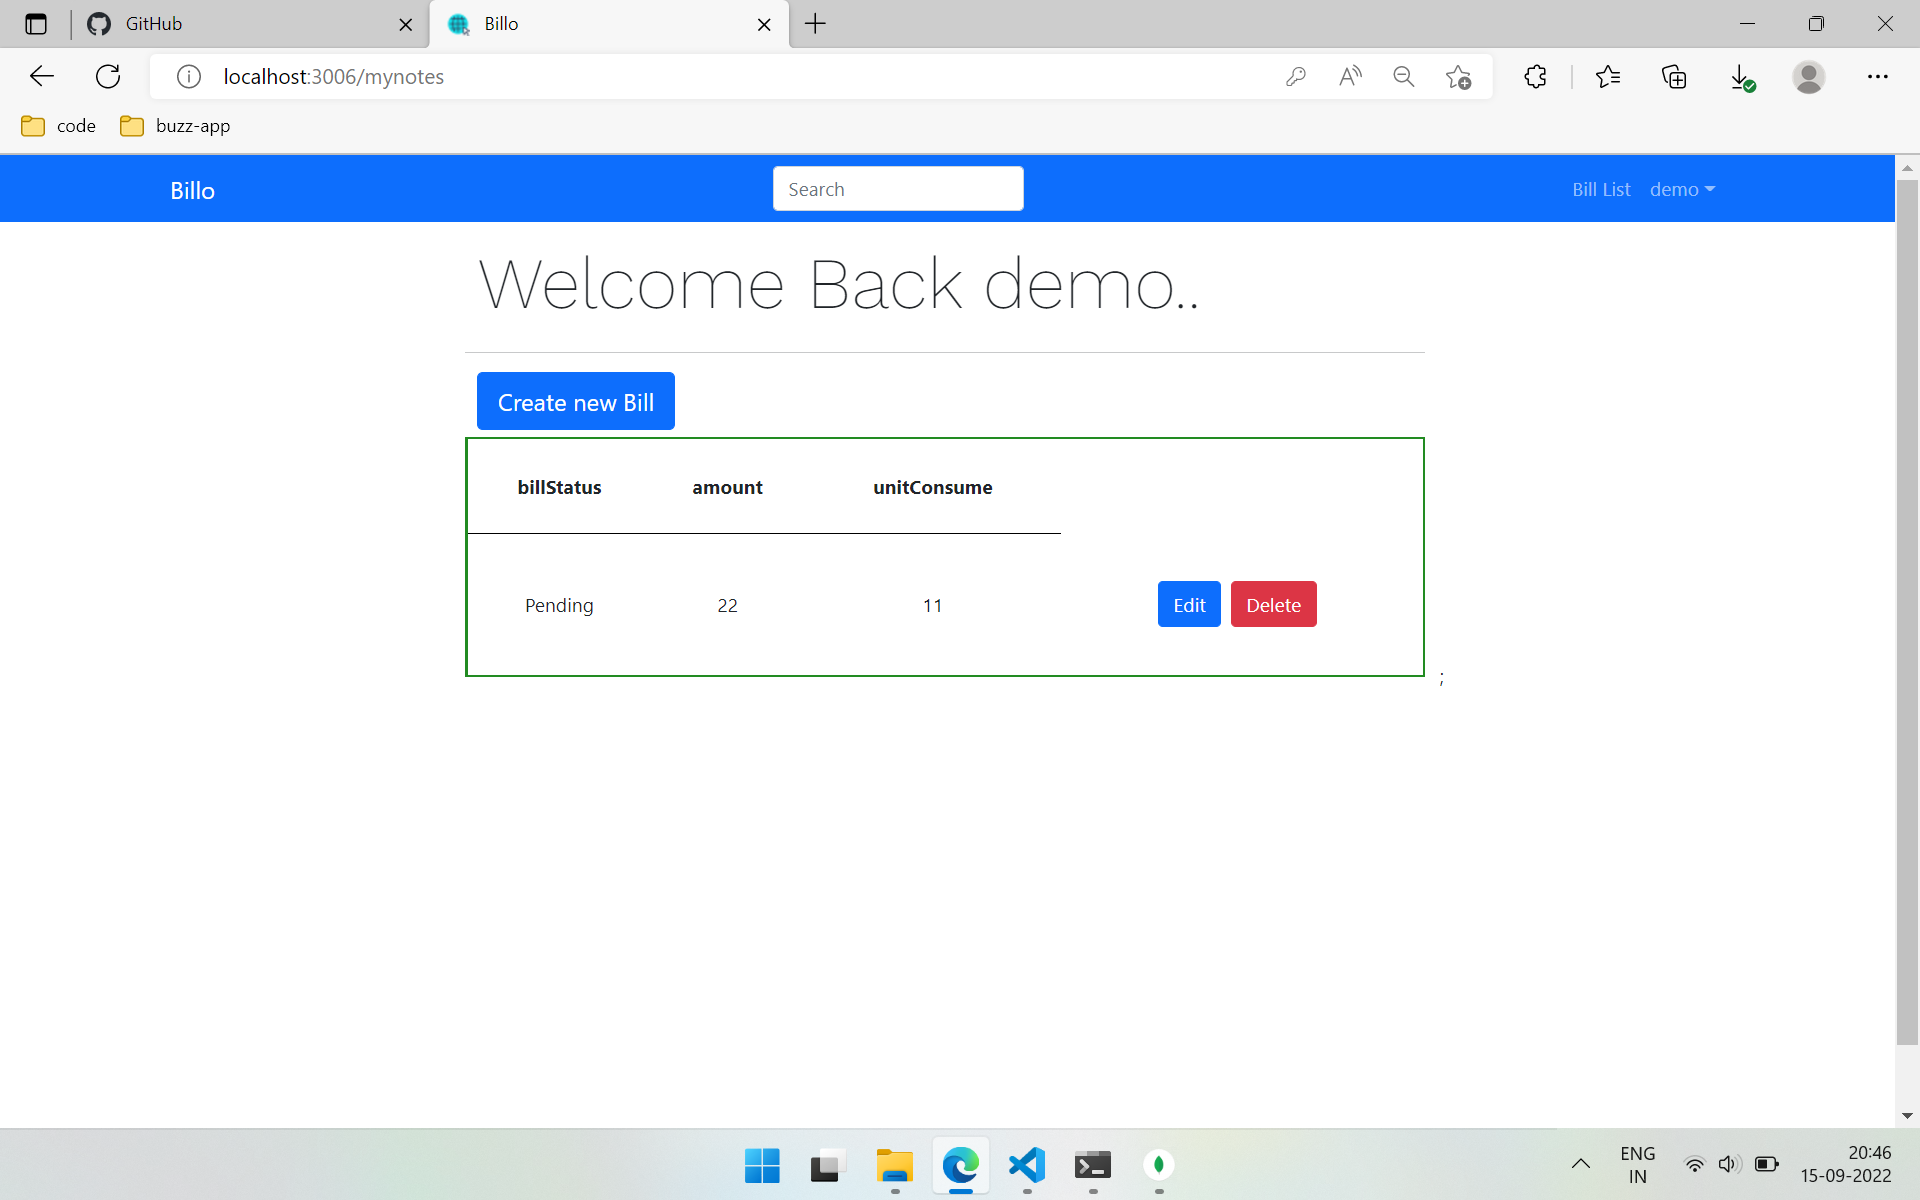 GitHub
Billo
localhost:3006/mynotes
code
buzz-app
Billo
Search
Bill List
demo
Welcome Back demo..
Create new Bill
billStatus amount unitConsume
Pending 22 11 Edit Delete
;
ENG
IN
20:46
15-09-2022